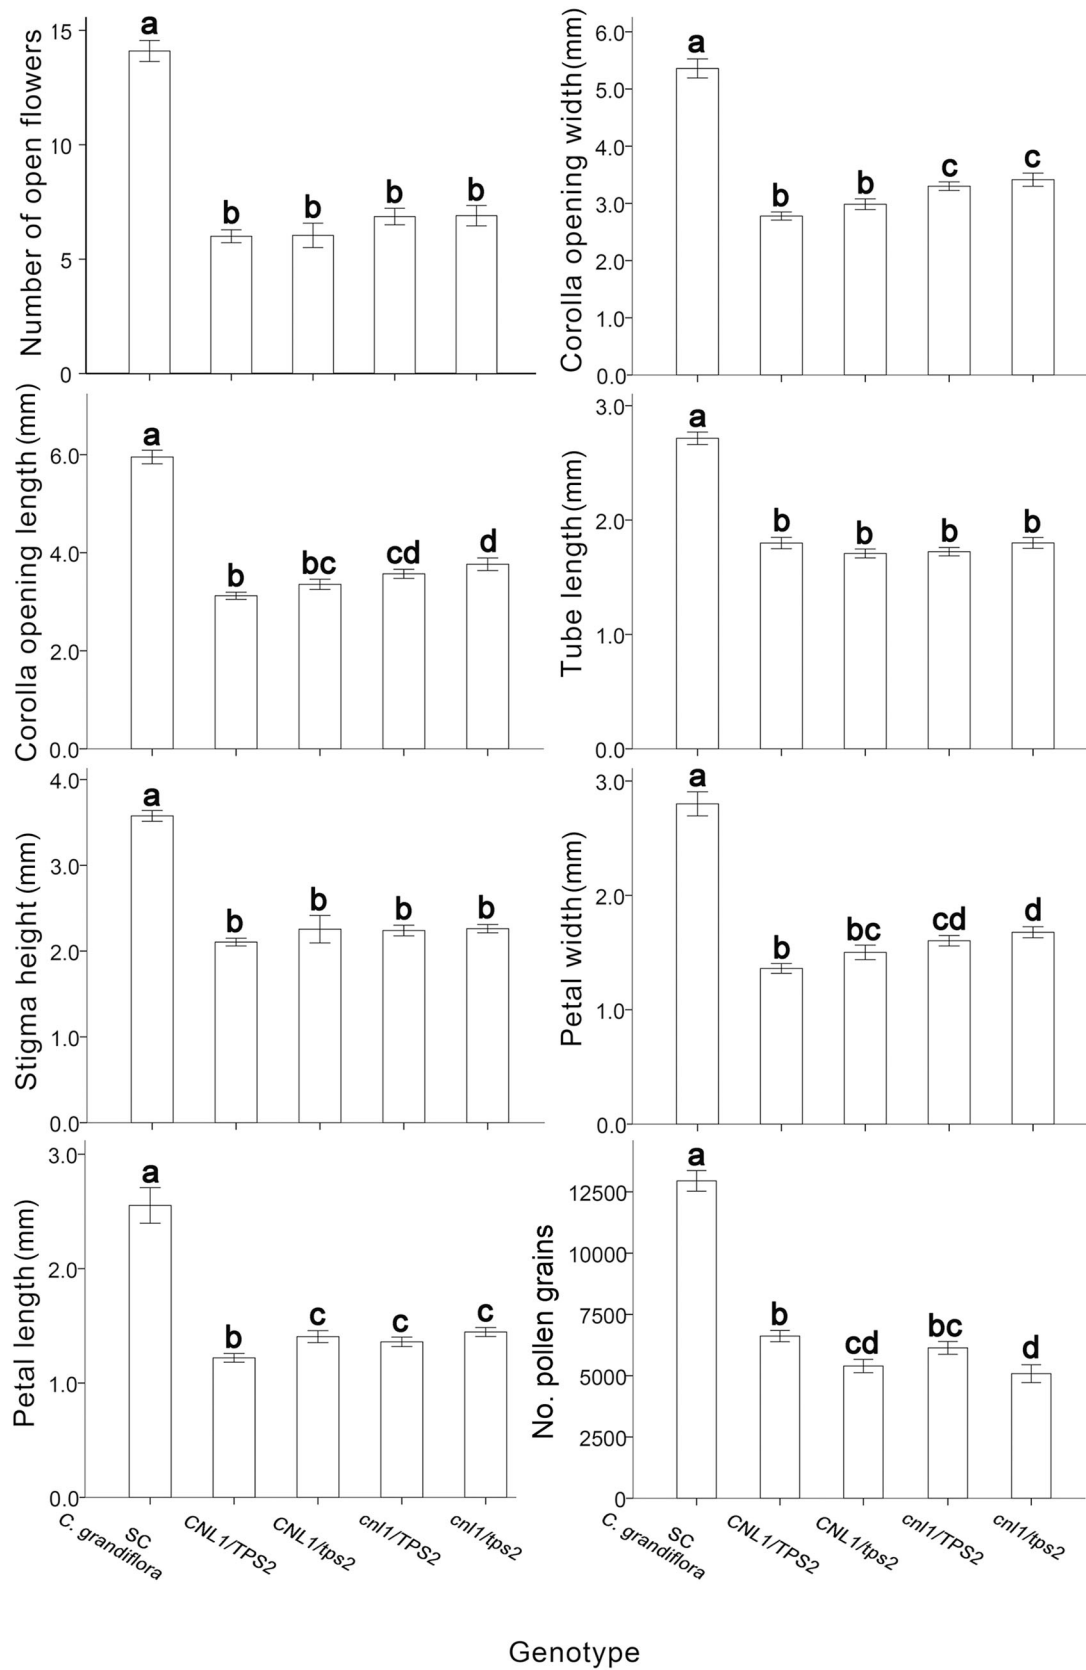 Number of open flowers
15
10
5
0
a
b
b
b
b
Corolla opening width(mm)
6.0
5.0
4.0
3.0
2.0
1.0
0.0
a
b
b
c
c
Corolla opening length(mm)
6.0
4.0
2.0
0.0
a
b
bc
cd
d
Tube length(mm)
3.0
2.0
1.0
0.0
a
b
b
b
b
Stigma height(mm)
4.0
3.0
2.0
1.0
0.0
a
b
b
b
b
Petal width(mm)
3.0
2.0
1.0
0.0
a
b
bc
cd
d
Petal length(mm)
3.0
2.0
1.0
0.0
a
b
c
c
c
SC
C. grandiflora
CNL1/TPS2
CNL1/tps2
cnl1/TPS2
cnl1/tps2
No. pollen grains
12500
10000
7500
5000
2500
0
a
b
cd
bc
d
SC
C. grandiflora
CNL1/TPS2
CNL1/tps2
cnl1/TPS2
cnl1/tps2
Genotype